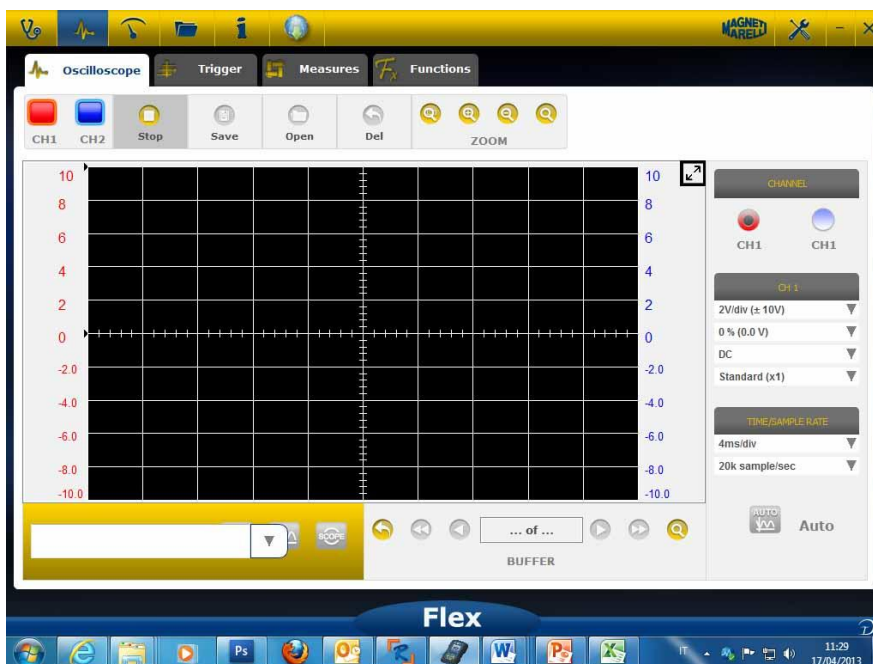 MAGNETI
MARELLI
Oscilloscope
Trigger
Measures
Fx
Functions
CH1
CH2
Stop
Save
Open
Del
ZOOM
10
8
6
4
2
0
-2.0
-4.0
-6.0
-8.0
-10.0
10
8
6
4
2
0
-2.0
-4.0
-6.0
-8.0
-10.0
CHANNEL
CH1
CH1
CH 1
2V/div (± 10V)
0 % (0.0 V)
DC
Standard (x1)
TIME/SAMPLE RATE
4ms/div
20k sample/sec
AUTO
Auto
SCOPE
... of ...
BUFFER
Flex
Ps
IT
11:29
17/04/2013